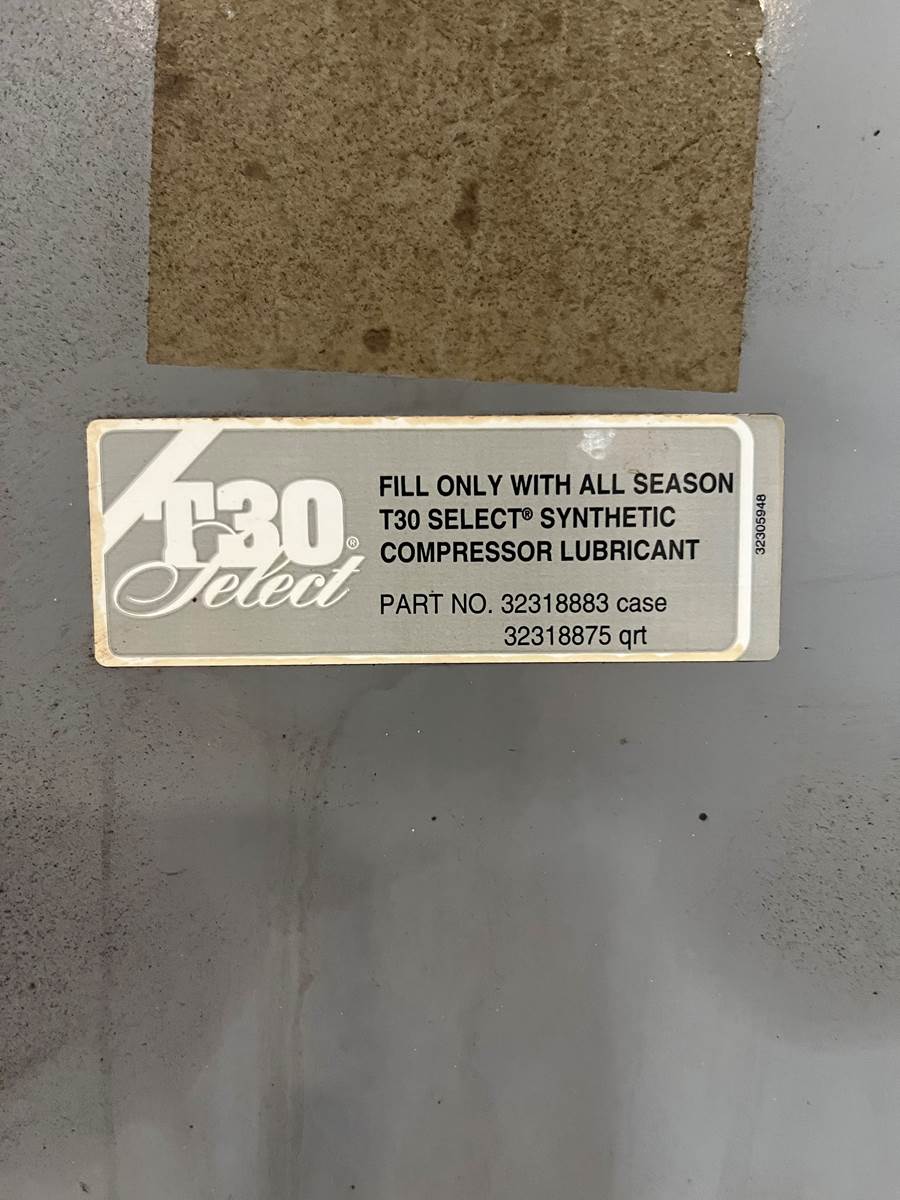 T30®
Select
FILL ONLY WITH ALL SEASON
T30 SELECT® SYNTHETIC
COMPRESSOR LUBRICANT
PART NO. 32318883 case
32318875 qrt
32305948